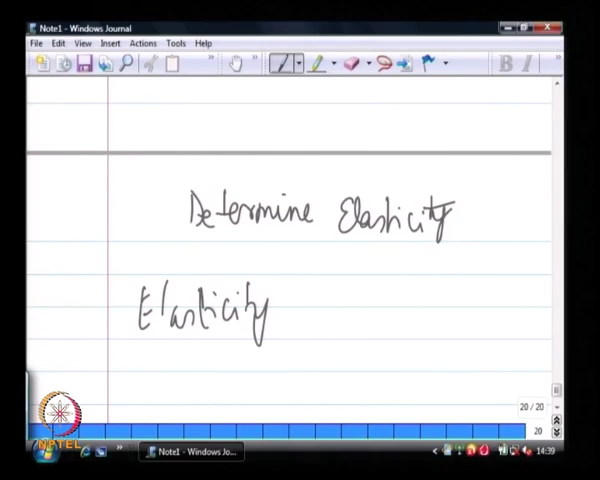 Note1 - Windows Journal
File Edit View Insert Actions Tools Help
B I
Determine Elasticity
Elasticity
20 / 20
20
NPTEL
Note1 - Windows Jo...
14:39